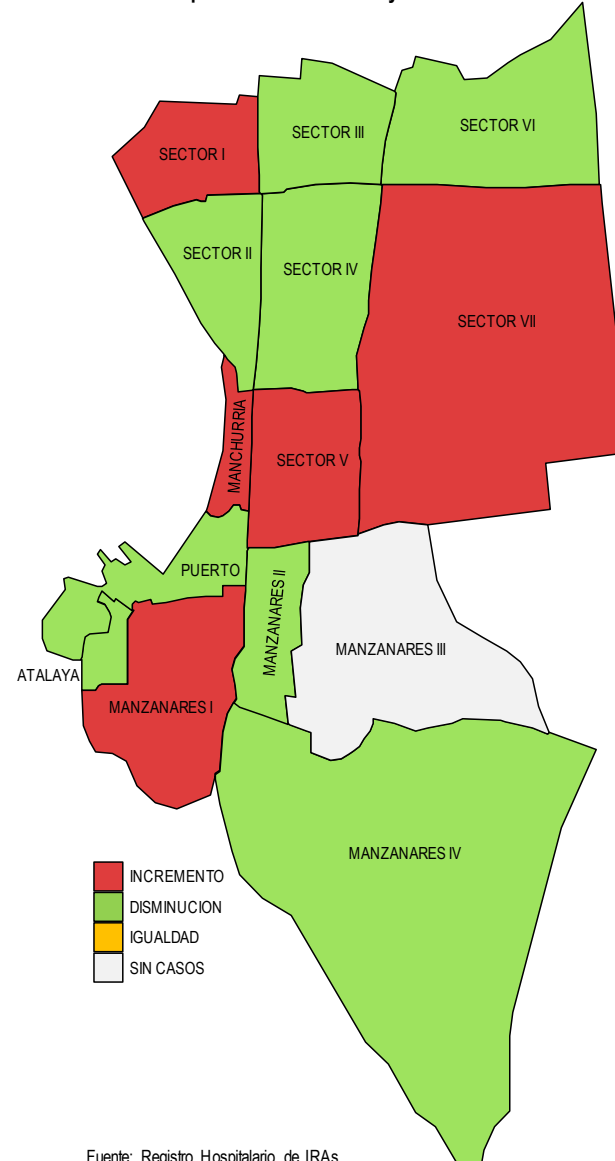 SECTOR VI
SECTOR III
SECTOR I
SECTOR II
SECTOR IV
SECTOR VII
MANCHURRIA
SECTOR V
PUERTO
MANZANARES II
MANZANARES III
ATALAYA
MANZANARES I
MANZANARES IV
INCREMENTO
DISMINUCION
IGUALDAD
SIN CASOS
Fuente: Registro Hospitalario de IRAs